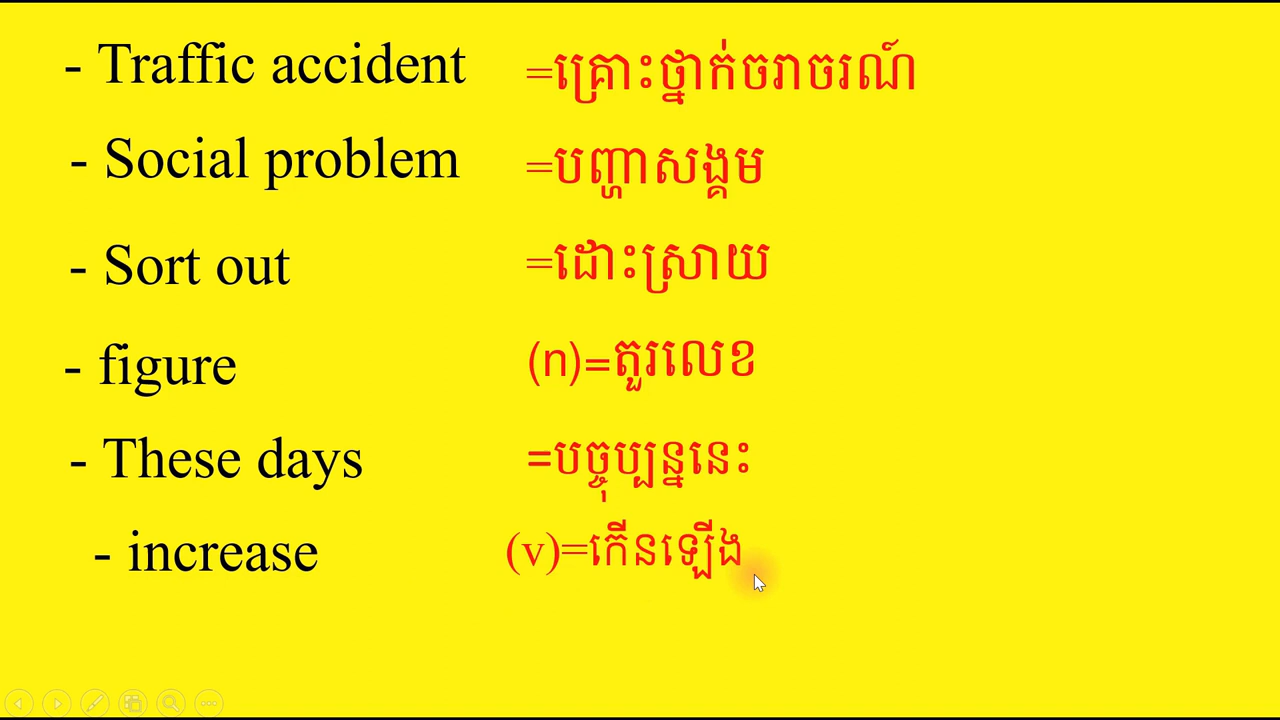 - Traffic accident =គ្រោះថ្នាក់ចរាចរណ៍
- Social problem =បញ្ហាសង្គម
- Sort out =ដោះស្រាយ
- figure (n)=តួរលេខ
- These days =បច្ចុប្បន្ននេះ
- increase (v)=កើនឡើង